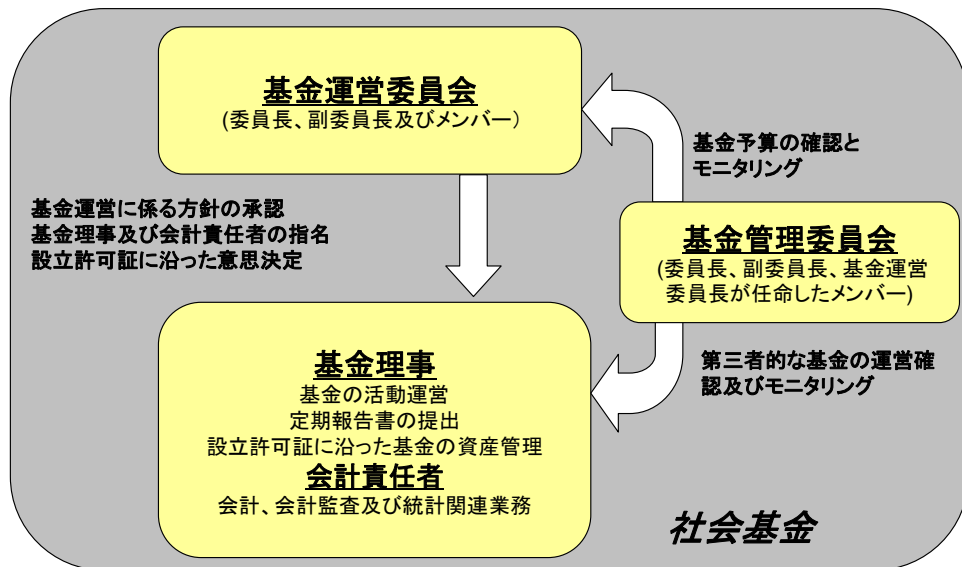 基金運営委員会
(委員長、副委員長及びメンバー)
基金予算の確認と
モニタリング
基金運営に係る方針の承認
基金理事及び会計責任者の指名
設立許可証に沿った意思決定
基金管理委員会
(委員長、副委員長、基金運営
委員長が任命したメンバー)
基金理事
基金の活動運営
定期報告書の提出
設立許可証に沿った基金の資産管理
会計責任者
会計、会計監査及び統計関連業務
第三者的な基金の運営確
認及びモニタリング
社会基金